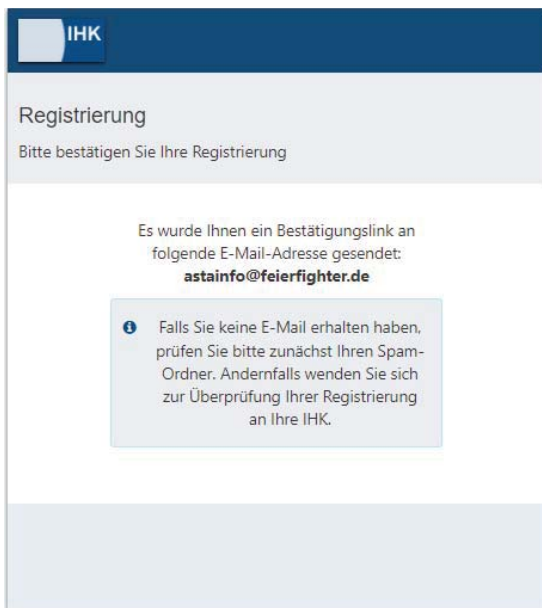 IHK
Registrierung
Bitte bestätigen Sie Ihre Registrierung
Es wurde Ihnen ein Bestätigungslink an
folgende E-Mail-Adresse gesendet:
astainfo@feierfighter.de
Falls Sie keine E-Mail erhalten haben,
prüfen Sie bitte zunächst Ihren Spam-
Ordner. Andernfalls wenden Sie sich
zur Überprüfung Ihrer Registrierung
an Ihre IHK.